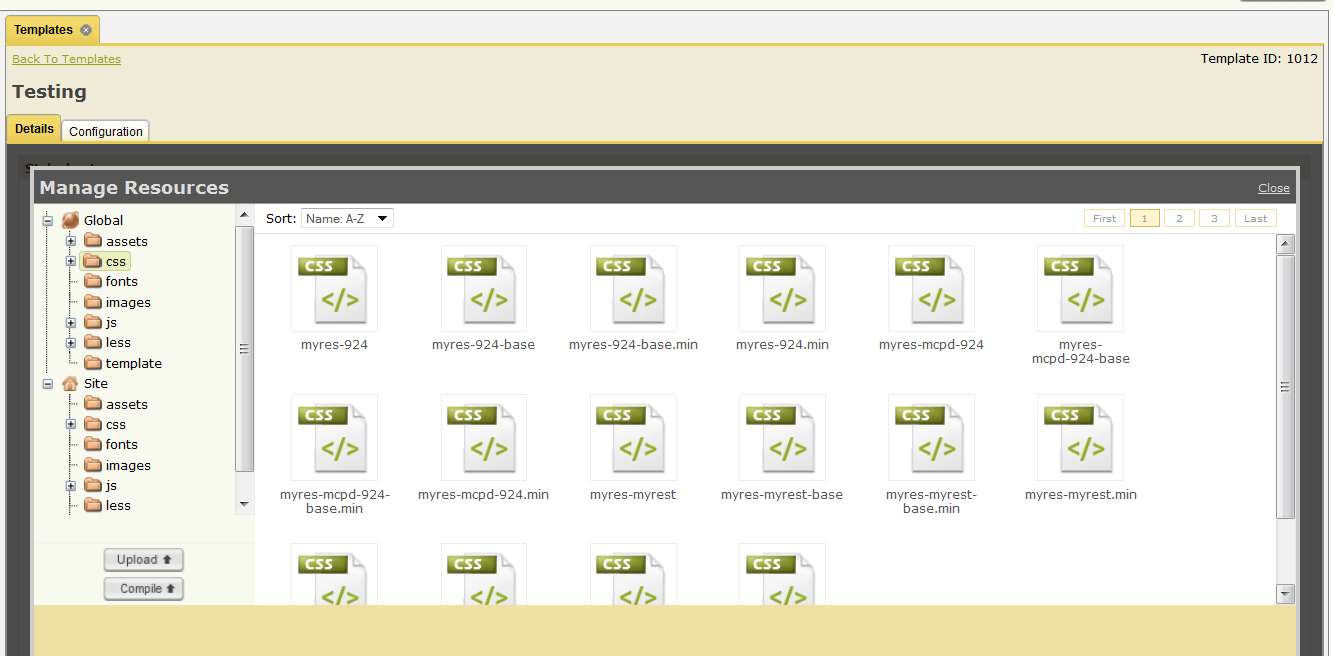 Templates
Back To Templates
Template ID: 1012
Testing
Details
Configuration
Manage Resources
Close
Global
assets
css
fonts
images
js
less
template
Site
assets
css
fonts
images
js
less
Upload
Compile
Sort: Name: A-Z
First 1 2 3 Last
CSS CSS CSS CSS CSS CSS
</> </> </> </> </> </>
myres-924 myres-924-base myres-924-base.min myres-924.min myres-mcpd-924 myres-
mcpd-924-base
CSS CSS CSS CSS CSS CSS
</> </> </> </> </> </>
myres-mcpd-924- myres-mcpd-924.min myres-myrest myres-myrest-base myres-myrest- myres-myrest.min
base.min base.min
CSS CSS CSS CSS
</> </> </> </>